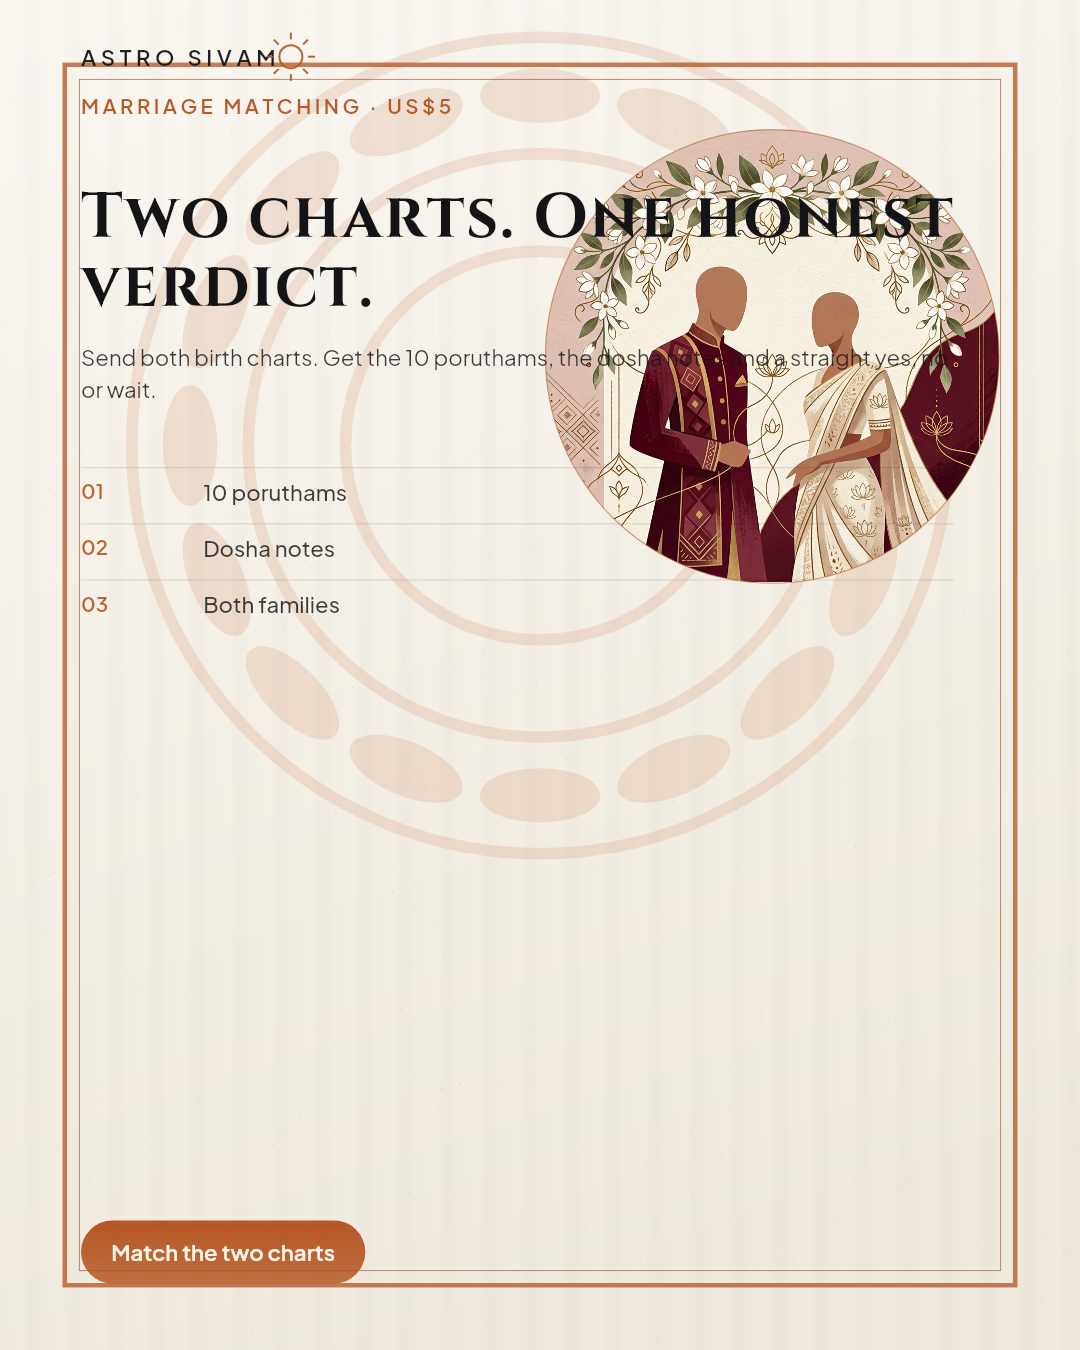 ASTRO SIVAM
MARRIAGE MATCHING · US$5
Two charts. One honest
verdict.
Send both birth charts. Get the 10 poruthams, the dosha notes and a straight yes, no,
or wait.
01 10 poruthams
02 Dosha notes
03 Both families
Match the two charts